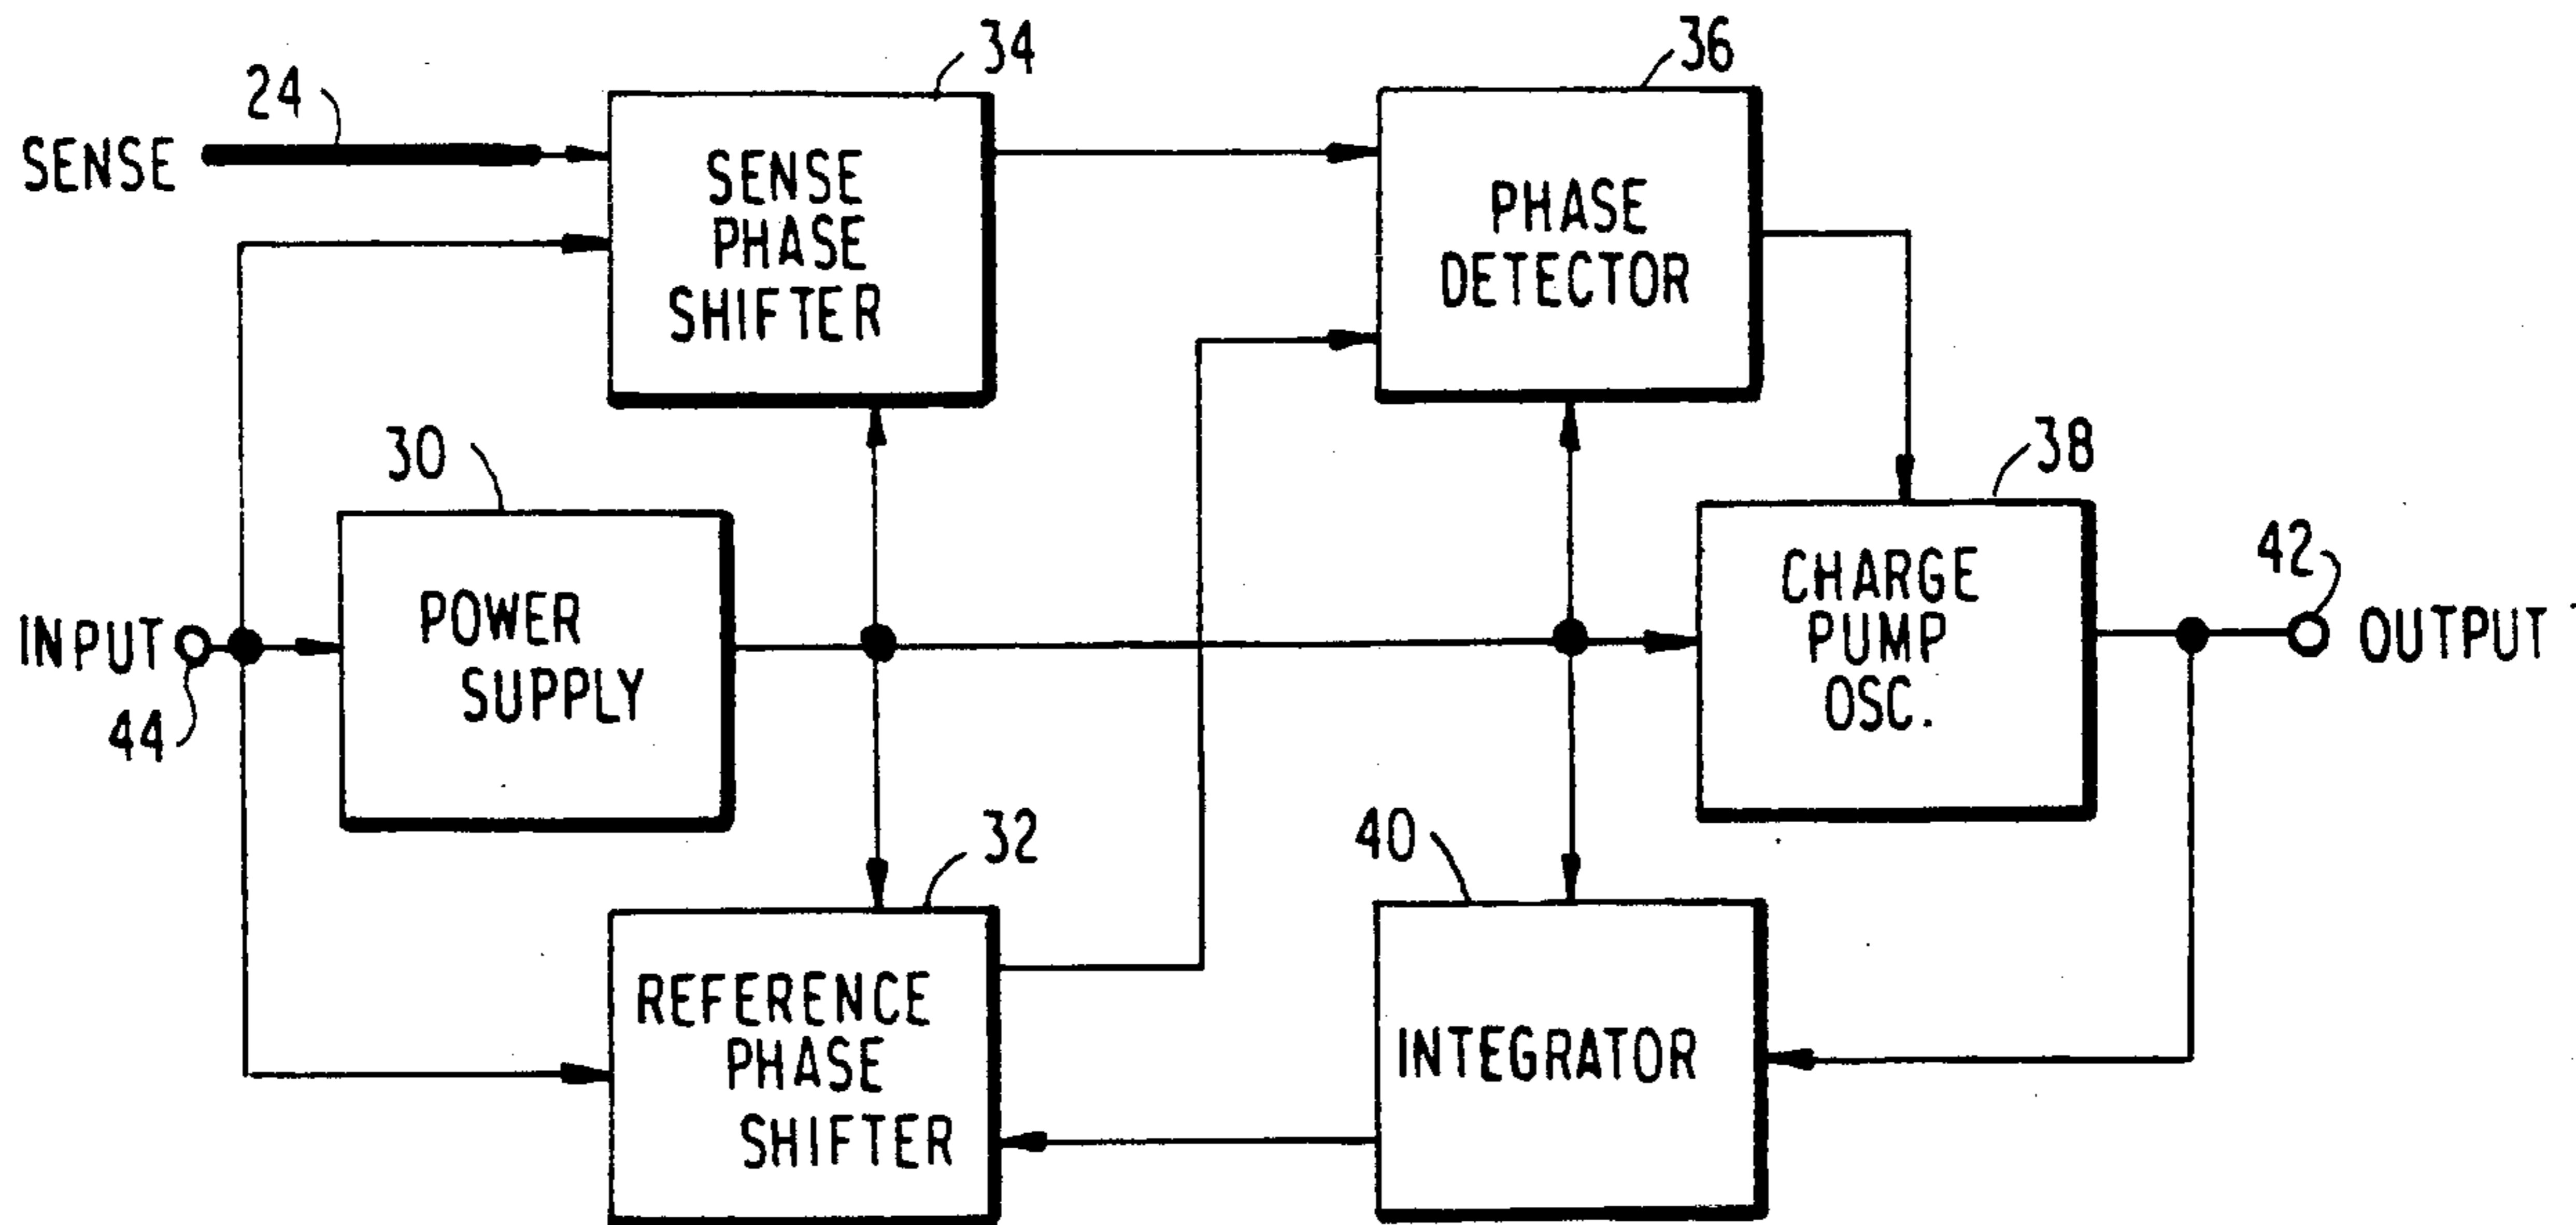 34
36
24
SENSE
SENSE
PHASE
SHIFTER
PHASE
DETECTOR
30
38
42
POWER
SUPPLY
CHARGE
PUMP
OSC.
INPUT
OUTPUT
44
32
40
REFERENCE
PHASE
SHIFTER
INTEGRATOR